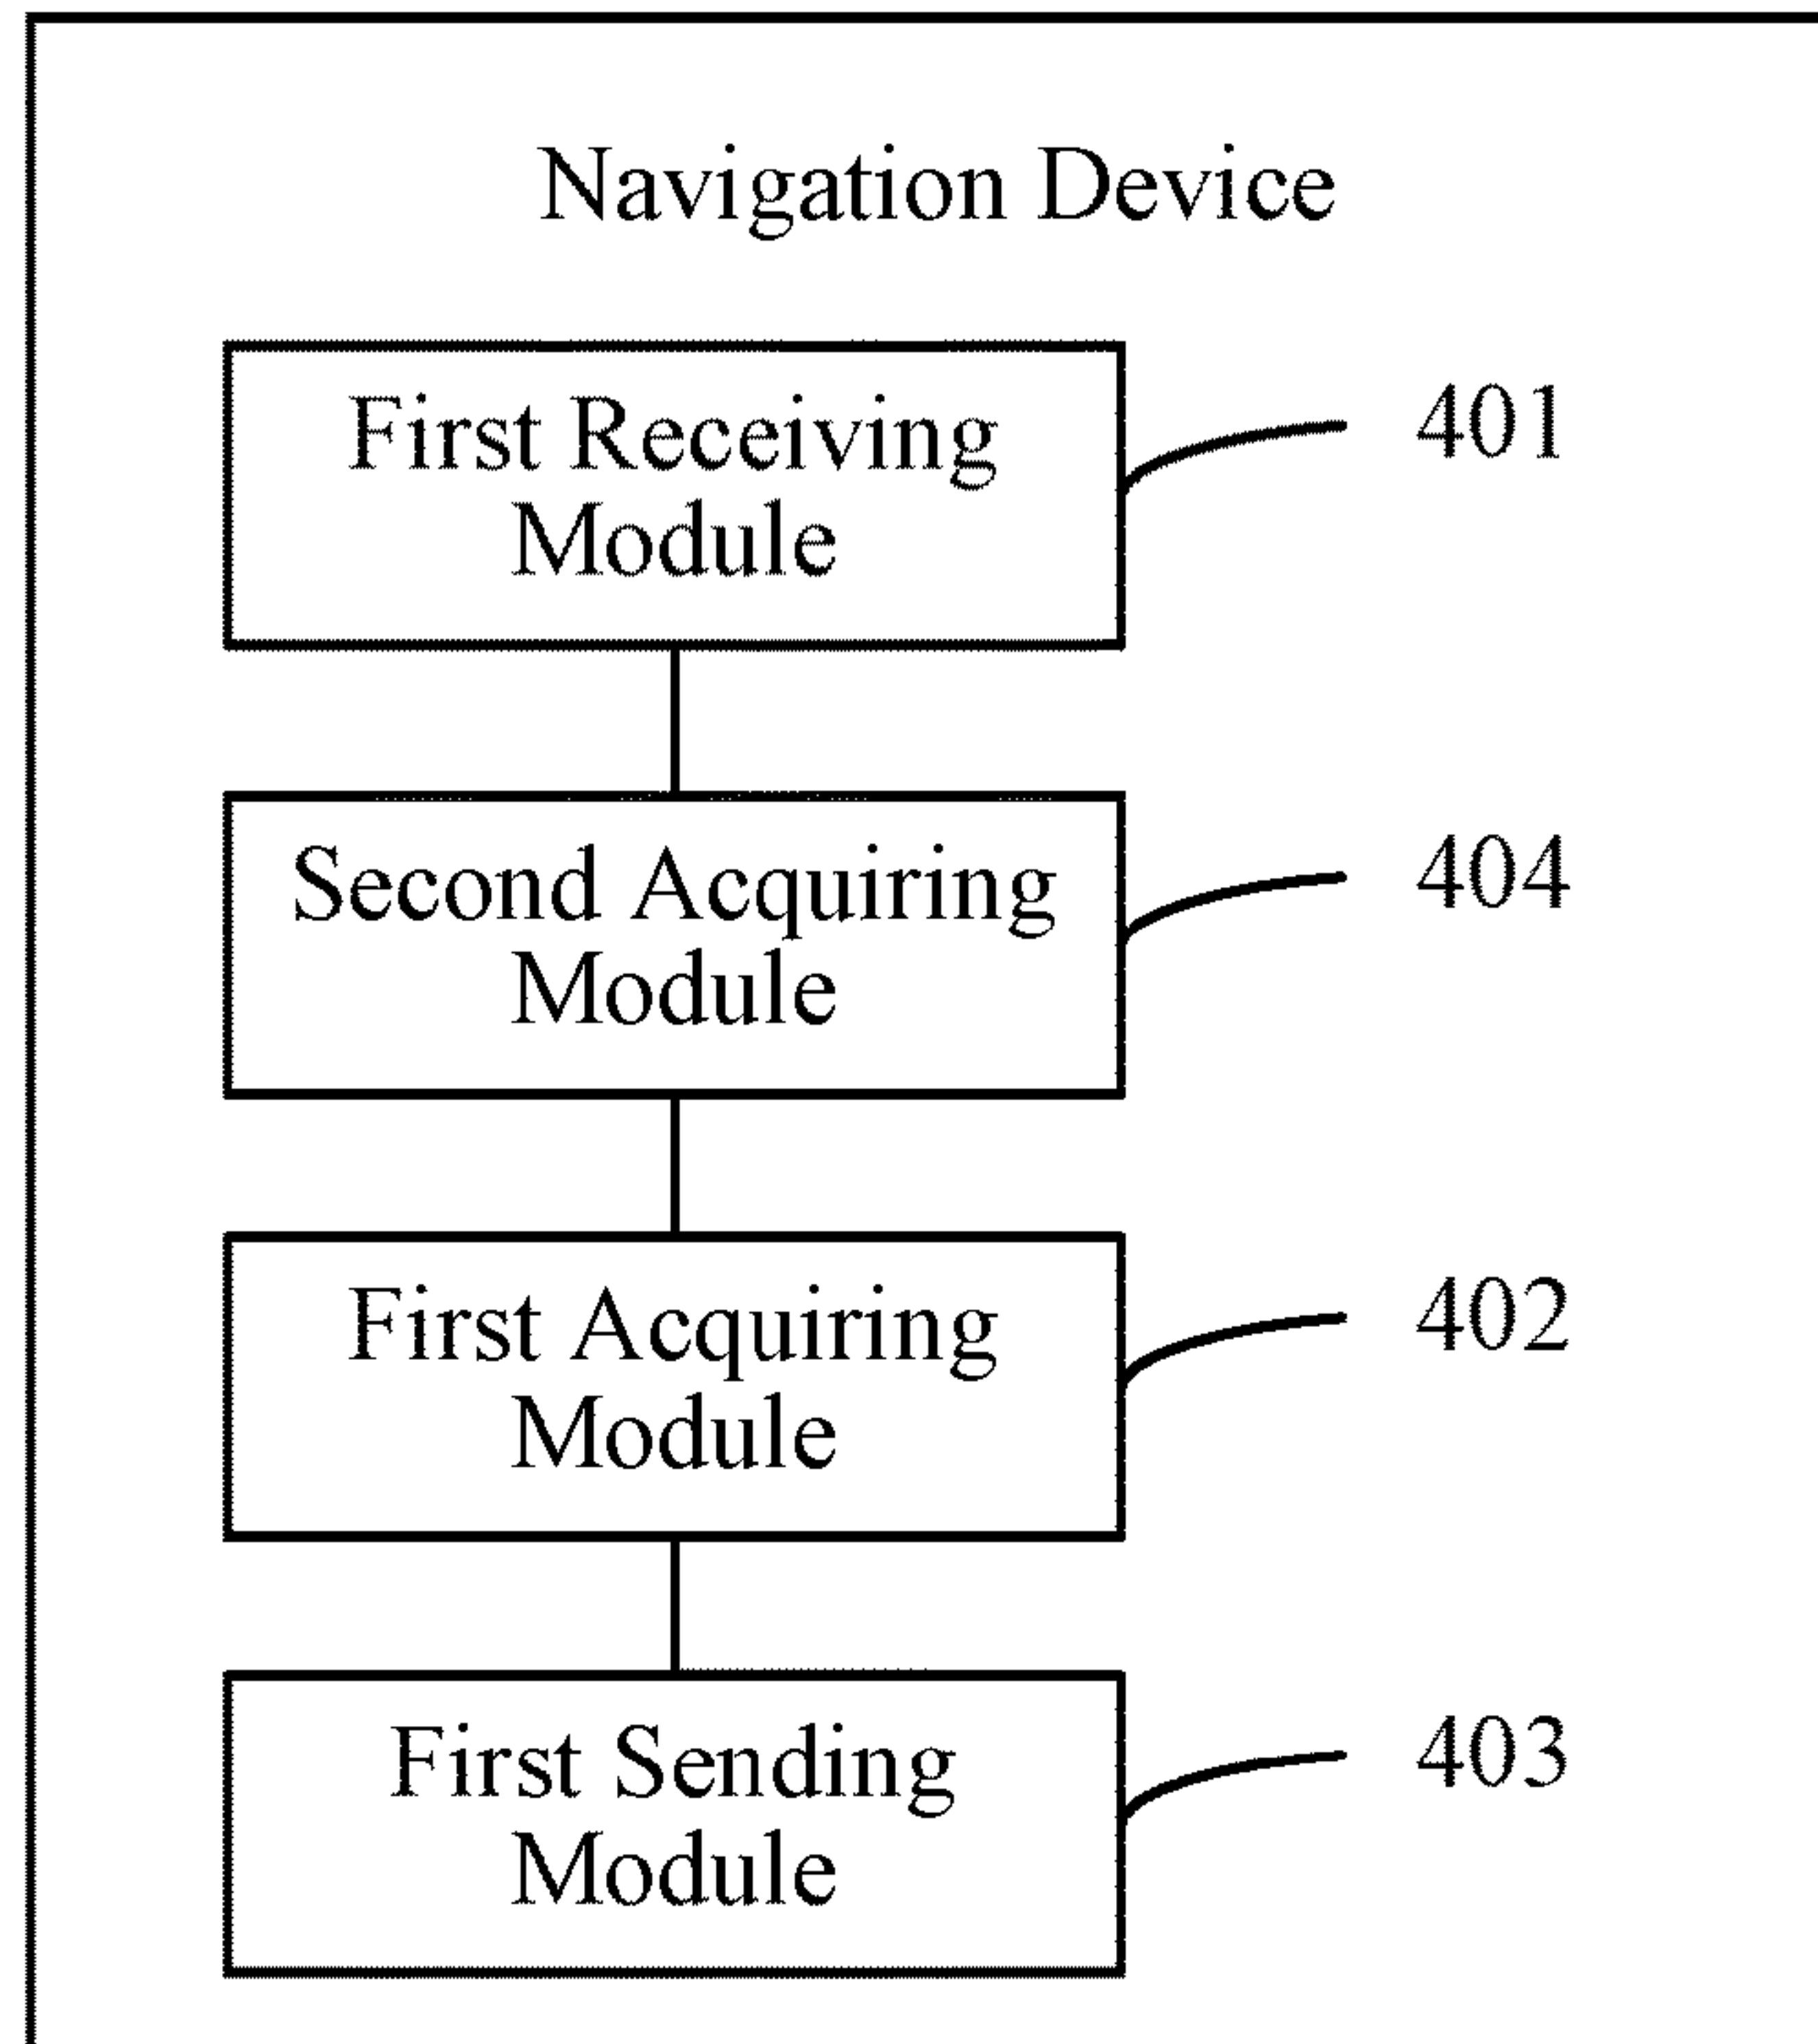 Navigation Device
First Receiving
Module
401
Second Acquiring
Module
404
First Acquiring
Module
402
First Sending
Module
403